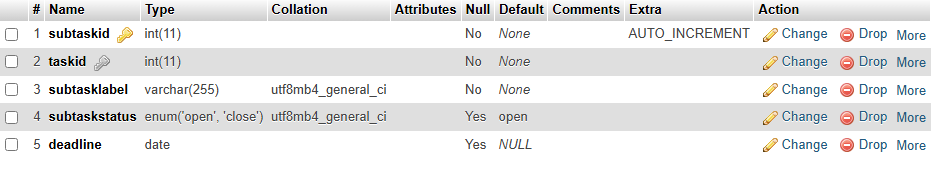 # Name Type Collation Attributes Null Default Comments Extra Action
1 subtaskid int(11) No None AUTO_INCREMENT Change Drop More
2 taskid int(11) No None Change Drop More
3 subtasklabel varchar(255) utf8mb4_general_ci No None Change Drop More
4 subtaskstatus enum('open', 'close') utf8mb4_general_ci Yes open Change Drop More
5 deadline date Yes NULL Change Drop More